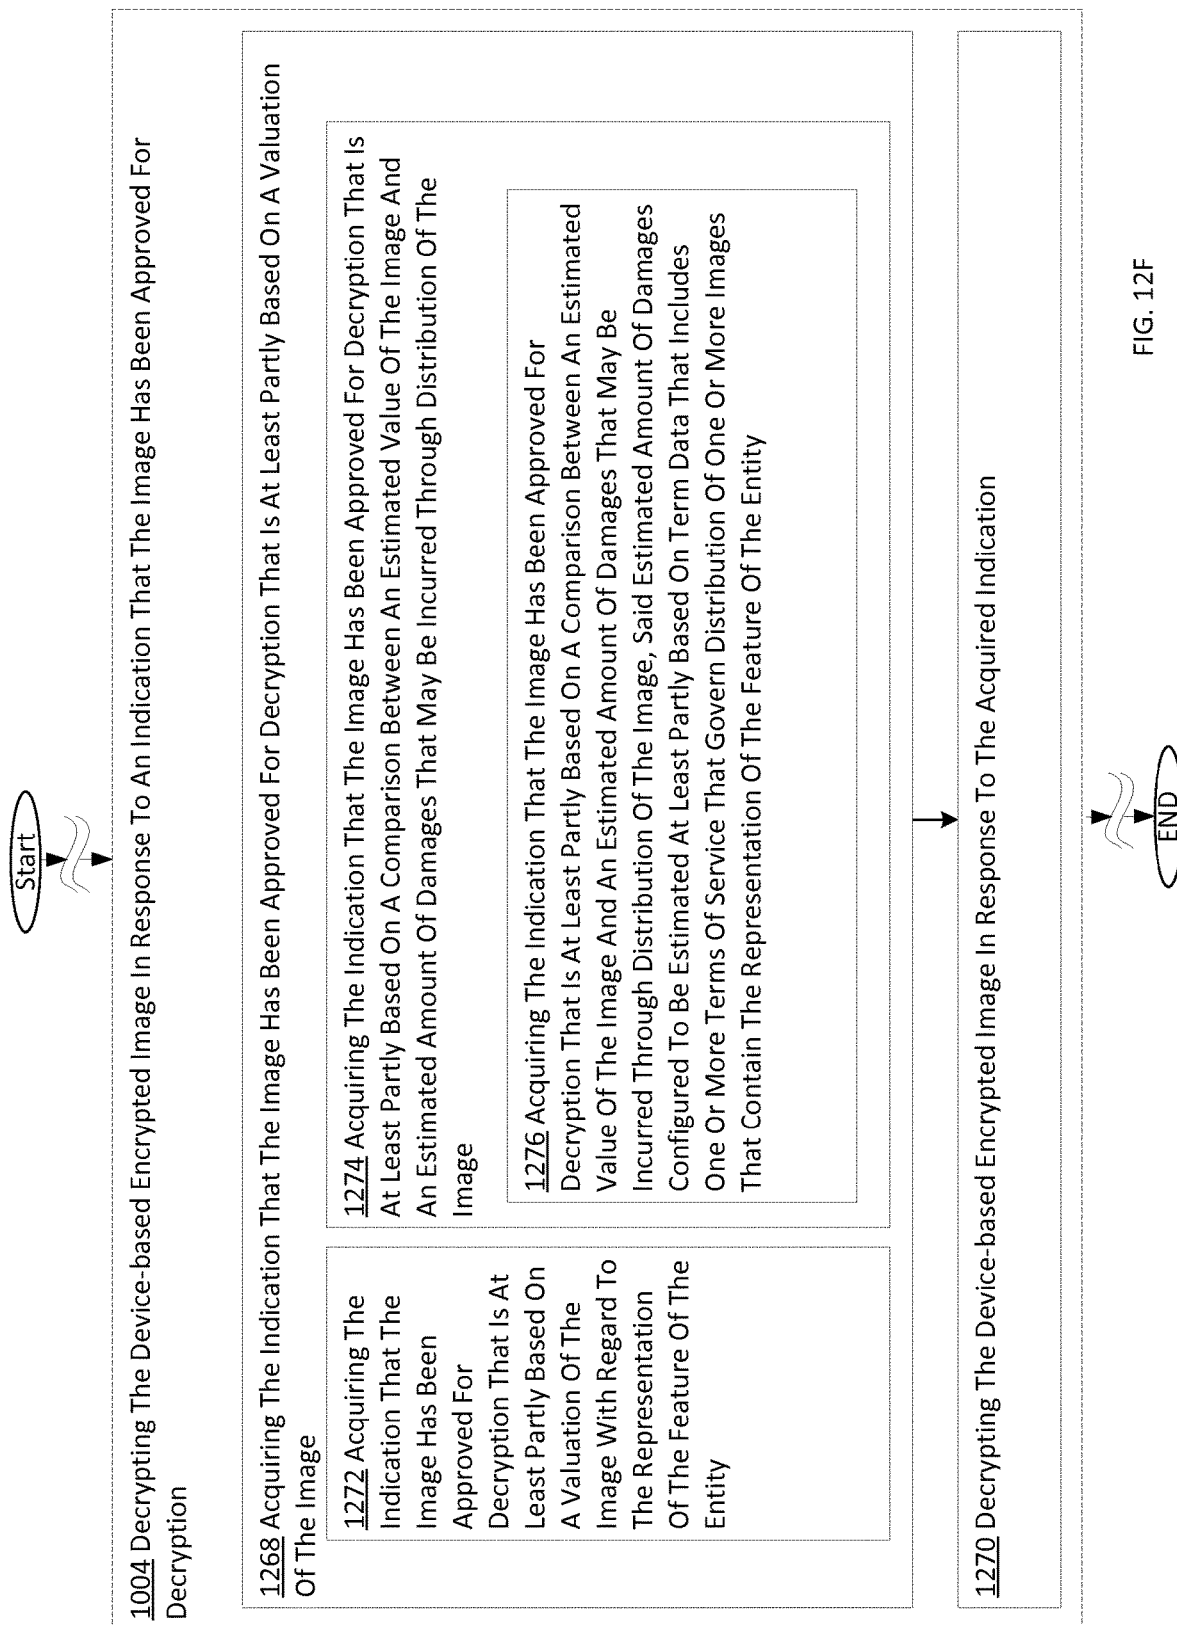 Start
1004 Decrypting The Device-based Encrypted Image In Response To An Indication That The Image Has Been Approved For
Decryption
1268 Acquiring The Indication That The Image Has Been Approved For Decryption That Is At Least Partly Based On A Valuation
Of The Image
1272 Acquiring The
Indication That The
Image Has Been
Approved For
Decryption That Is At
Least Partly Based On
A Valuation Of The
Image With Regard To
The Representation
Of The Feature Of The
Entity
1274 Acquiring The Indication That The Image Has Been Approved For Decryption That Is
At Least Partly Based On A Comparison Between An Estimated Value Of The Image And
An Estimated Amount Of Damages That May Be Incurred Through Distribution Of The
Image
1276 Acquiring The Indication That The Image Has Been Approved For
Decryption That Is At Least Partly Based On A Comparison Between An Estimated
Value Of The Image And An Estimated Amount Of Damages That May Be
Incurred Through Distribution Of The Image, Said Estimated Amount Of Damages
Configured To Be Estimated At Least Partly Based On Term Data That Includes
One Or More Terms Of Service That Govern Distribution Of One Or More Images
That Contain The Representation Of The Feature Of The Entity
1270 Decrypting The Device-based Encrypted Image In Response To The Acquired Indication
END
FIG. 12F